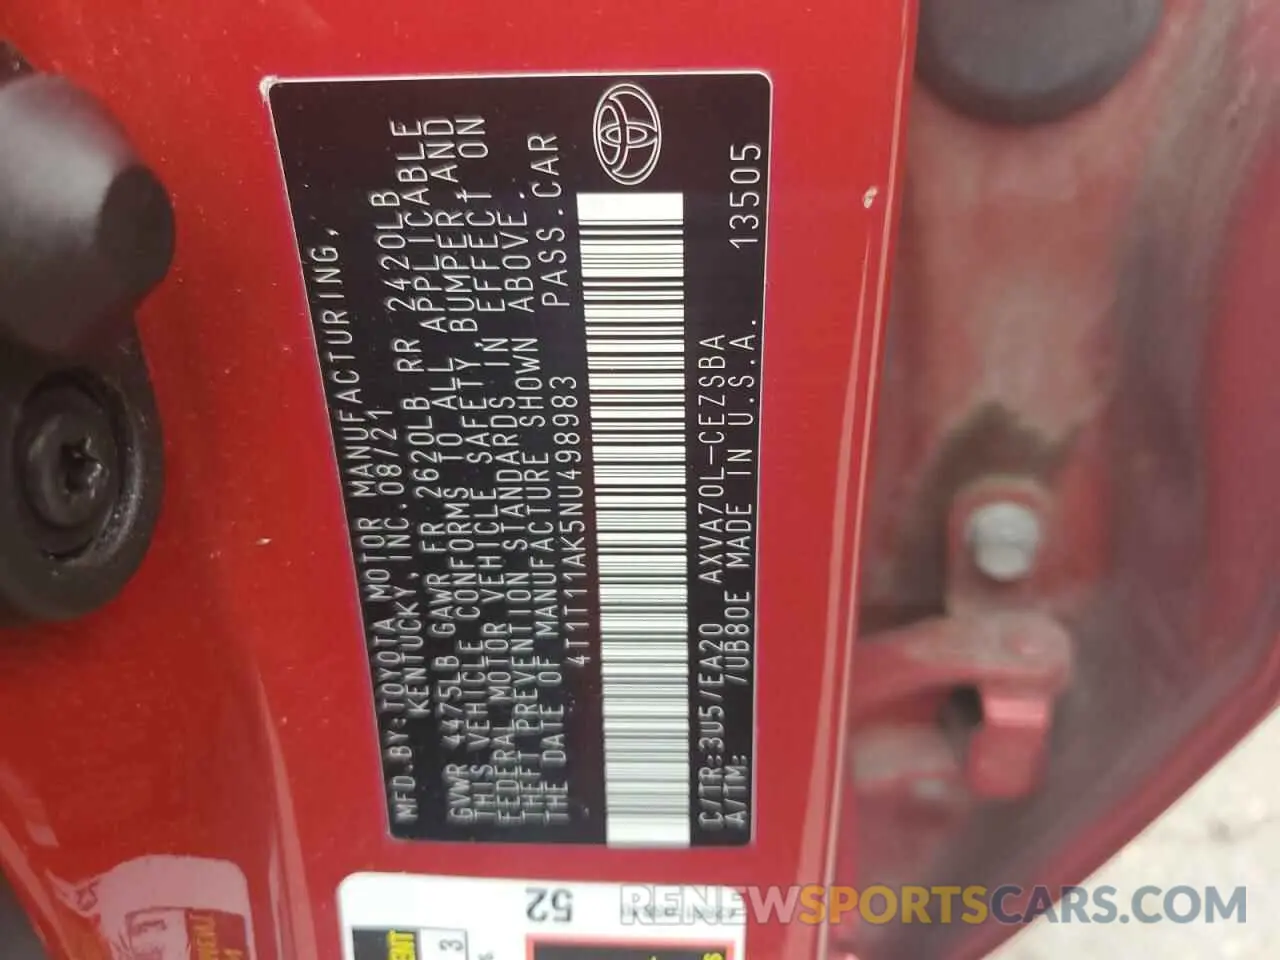 MFD.BY:TOYOTA MOTOR MANUFACTURING,
KENTUCKY, INC. 08/21
GVWR 4475LB GAWR FR 2620LB RR 2420LB
THIS VEHICLE CONFORMS TO ALL APPLICABLE
FEDERAL MOTOR VEHICLE SAFETY, BUMPER, AND
THEFT PREVENTION STANDARDS IN EFFECT ON
THE DATE OF MANUFACTURE SHOWN ABOVE.
4T1T11AK5NU498983 PASS.CAR
C/TR:3U5/EA20 AXVA70L-CEZSBA 13505
A/TM: /UB80E MADE IN U.S.A.
52
3
RENEWSPORTSCARS.COM